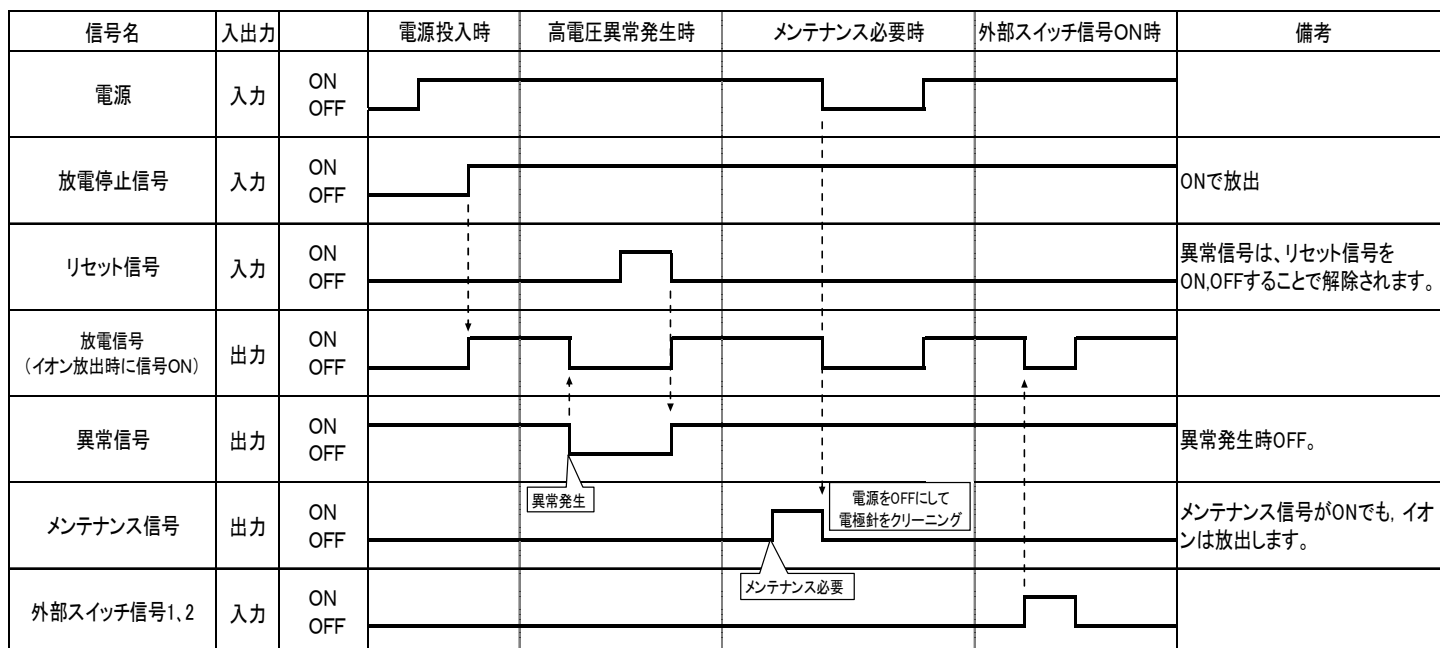 信号名 入出力 電源投入時 高電圧異常発生時 メンテナンス必要時 外部スイッチ信号ON時 備考
電源 入力 ON
OFF
放電停止信号 入力 ON
OFF
ONで放出
リセット信号 入力 ON
OFF
異常信号は、リセット信号を
ON,OFFすることで解除されます。
放電信号
(イオン放出時に信号ON)
出力 ON
OFF
異常信号 出力 ON
OFF
異常発生時OFF。
異常発生
電源をOFFにして
電極針をクリーニング
メンテナンス信号 出力 ON
OFF
メンテナンス信号がONでも, イオ
ンは放出します。
メンテナンス必要
外部スイッチ信号1、2 入力 ON
OFF